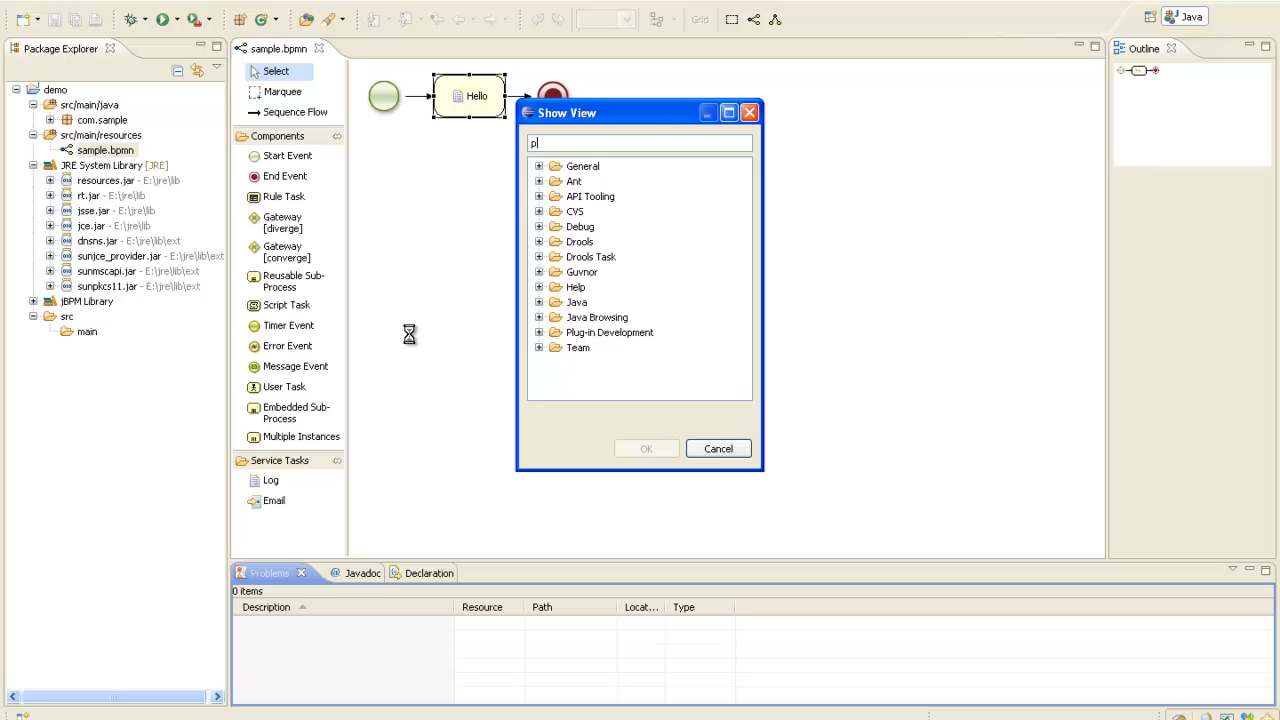 Grid
Java
Package Explorer
demo
src/main/java
com.sample
src/main/resources
sample.bpmn
JRE System Library [JRE]
resources.jar - E:\jre\lib
rt.jar - E:\jre\lib
jsse.jar - E:\jre\lib
jce.jar - E:\jre\lib
dnsns.jar - E:\jre\lib\ext
sunjce_provider.jar - E:\jre\lib\ext
sunmscapi.jar - E:\jre\lib\ext
sunpkcs11.jar - E:\jre\lib\ext
jBPM Library
src
main
sample.bpmn
Select
Marquee
Sequence Flow
Components
Start Event
End Event
Rule Task
Gateway
[diverge]
Gateway
[converge]
Reusable Sub-
Process
Script Task
Timer Event
Error Event
Message Event
User Task
Embedded Sub-
Process
Multiple Instances
Service Tasks
Log
Email
Hello
Show View
p
General
Ant
API Tooling
CVS
Debug
Drools
Drools Task
Guvnor
Help
Java
Java Browsing
Plug-in Development
Team
OK Cancel
Outline
Problems Javadoc Declaration
0 items
Description Resource Path Locat... Type